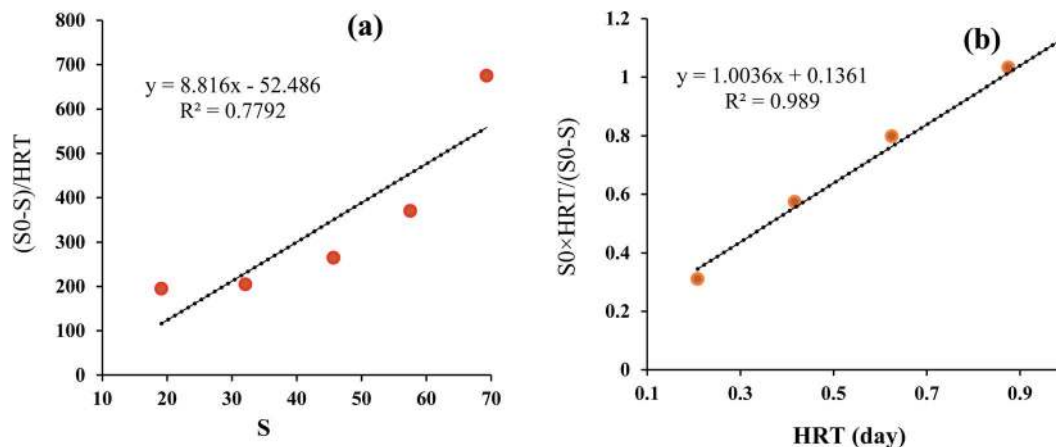 (a)
y = 8.816x - 52.486
R² = 0.7792
(S0-S)/HRT
800
700
600
500
400
300
200
100
0
10 20 30 40 50 60 70
S
(b)
y = 1.0036x + 0.1361
R² = 0.989
S0×HRT/(S0-S)
1.2
1
0.8
0.6
0.4
0.2
0
0.1 0.3 0.5 0.7 0.9
HRT (day)